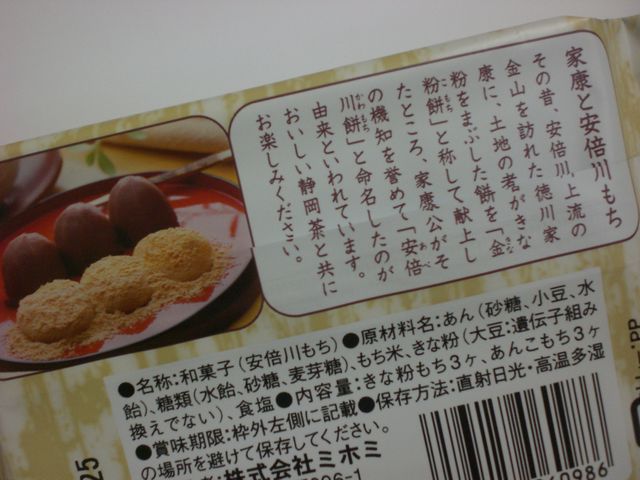 家康と安倍川もち
その昔、安倍川上流の
金山を訪れた徳川家
康に、土地の者がきな
粉をまぶした餅を「金
粉餅」と称して献上し
たところ、家康公がそ
の機知を誉めて「安倍
川餅」と命名したのが
由来といわれています。
おいしい静岡茶と共に
お楽しみください。
●名称:和菓子(安倍川もち)●原材料名:あん(砂糖、小豆、水
飴)、糖類(水飴、砂糖、麦芽糖)、もち米、きな粉(大豆:遺伝子組み
換えでない)、食塩●内容量:きな粉もち3ヶ、あんこもち3ヶ
●賞味期限:枠外左側に記載●保存方法:直射日光・高温多湿
の場所を避けて保存してください。
株式会社ミホミ
25